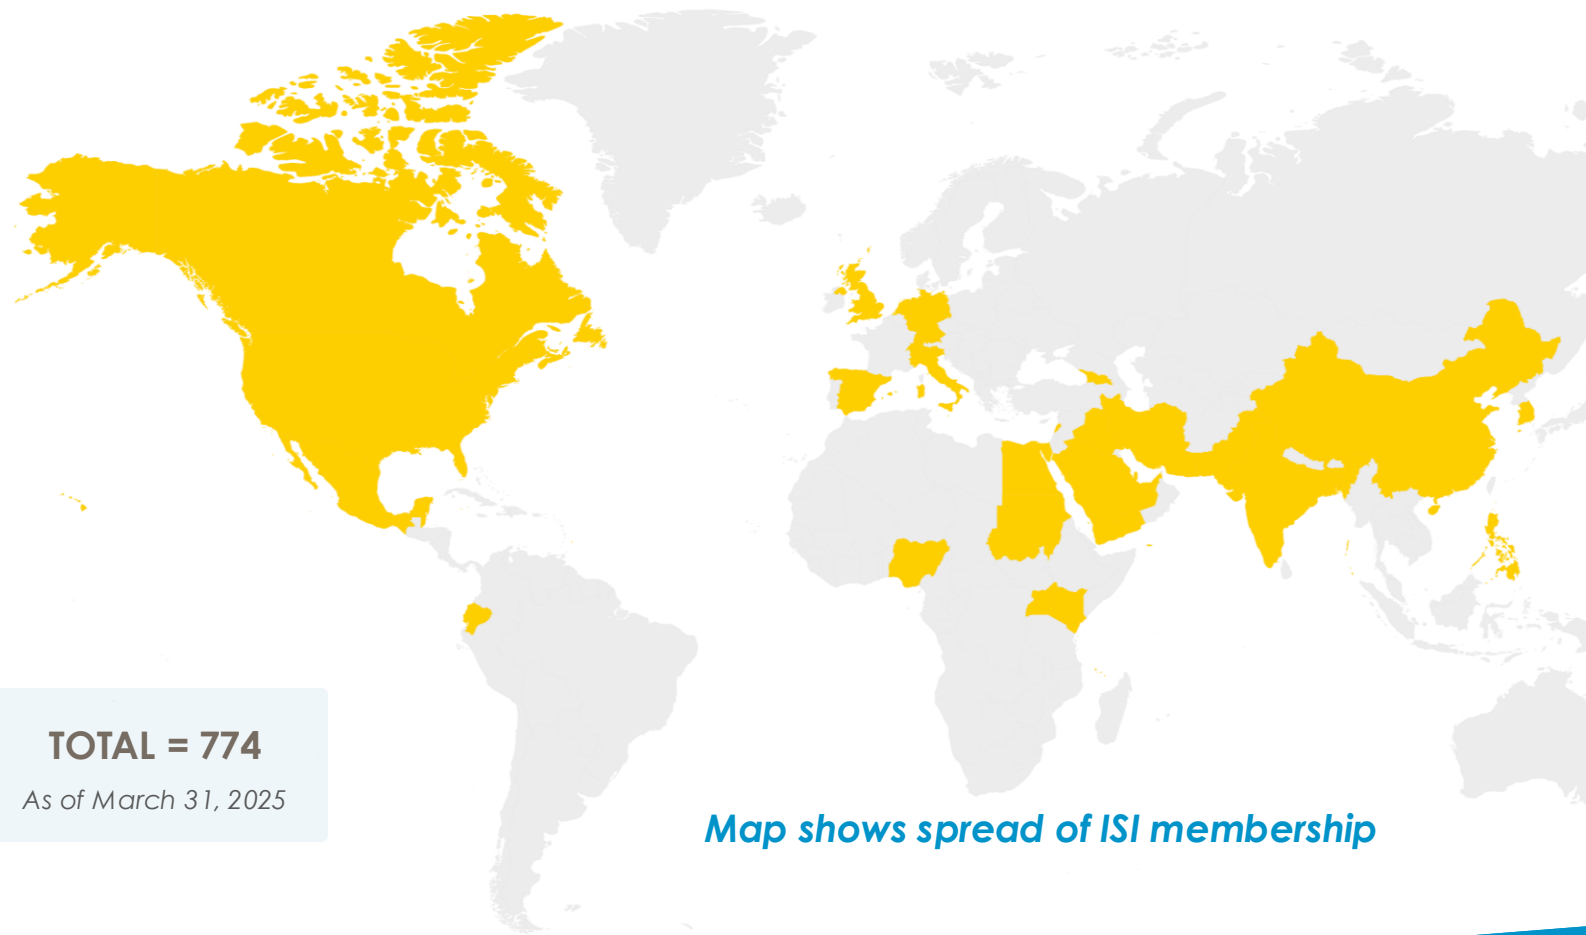 TOTAL = 774
As of March 31, 2025
Map shows spread of ISI membership